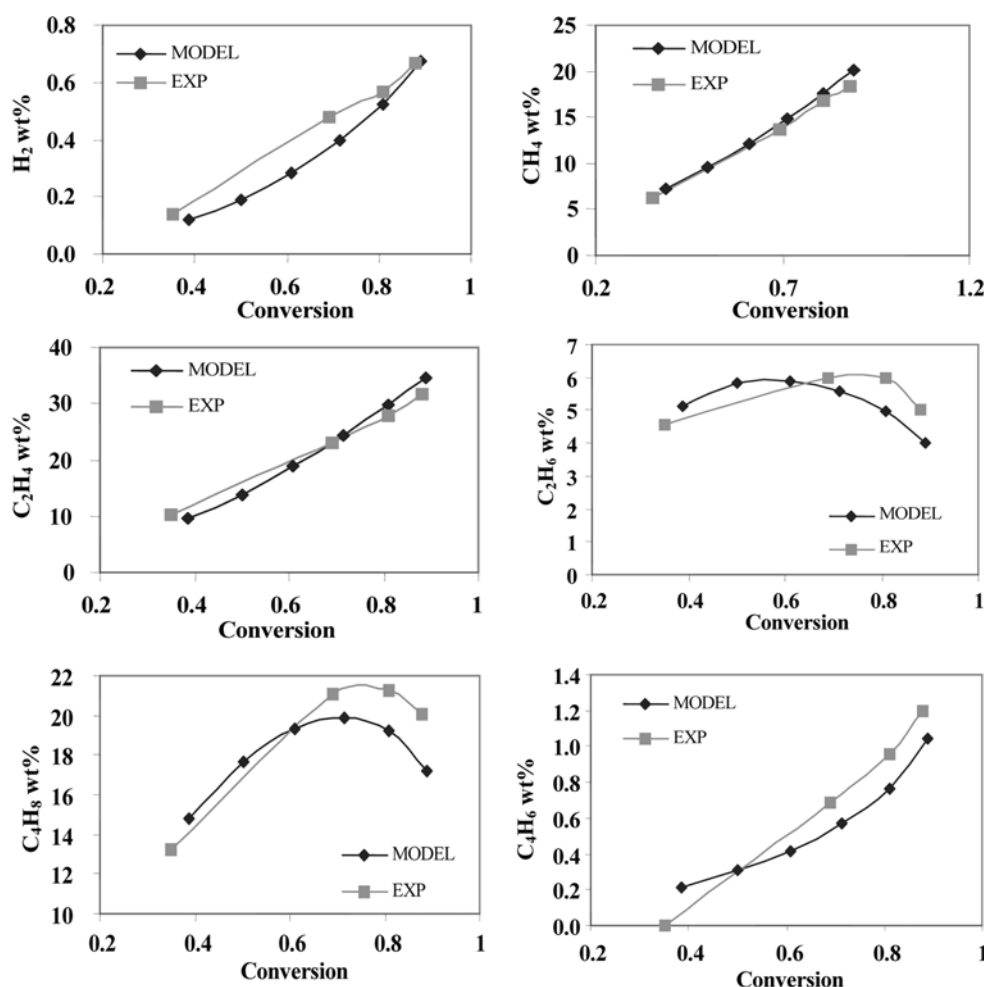 0.8
0.6
0.4
0.2
0.0
H₂ wt%
MODEL
EXP
0.2 0.4 0.6 0.8 1
Conversion
25
20
15
10
5
0
CH₄ wt%
MODEL
EXP
0.2 0.7 1.2
Conversion
40
30
20
10
0
C₂H₄ wt%
MODEL
EXP
0.2 0.4 0.6 0.8 1
Conversion
7
6
5
4
3
2
1
0
C₂H₆ wt%
MODEL
EXP
0.2 0.4 0.6 0.8 1
Conversion
22
20
18
16
14
12
10
C₄H₈ wt%
MODEL
EXP
0.2 0.4 0.6 0.8 1
Conversion
1.4
1.2
1.0
0.8
0.6
0.4
0.2
0.0
C₄H₆ wt%
MODEL
EXP
0.2 0.4 0.6 0.8 1
Conversion